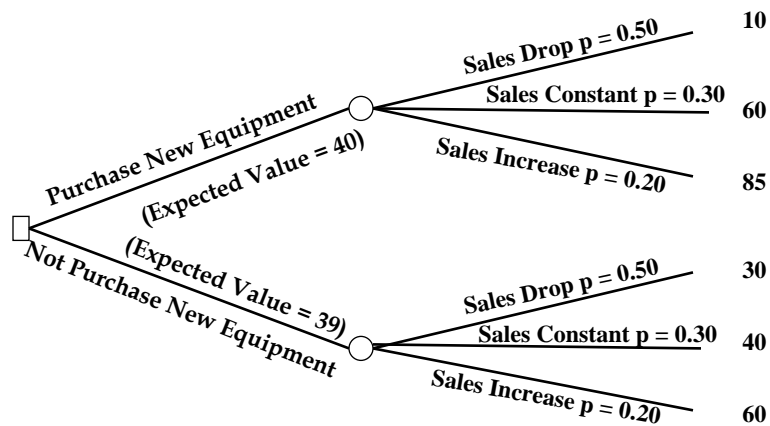 10
Sales Drop p = 0.50
Sales Constant p = 0.30
60
Purchase New Equipment
Sales Increase p = 0.20
85
(Expected Value = 40)
(Expected Value = 39)
Not Purchase New Equipment
30
Sales Drop p = 0.50
Sales Constant p = 0.30
40
Sales Increase p = 0.20
60